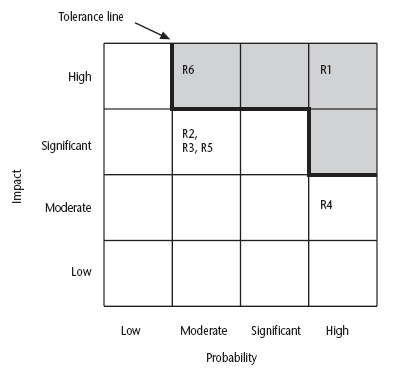 Tolerance line
High
R6
R1
Significant
R2,
R3, R5
Impact
Moderate
R4
Low
Low
Moderate
Significant
High
Probability